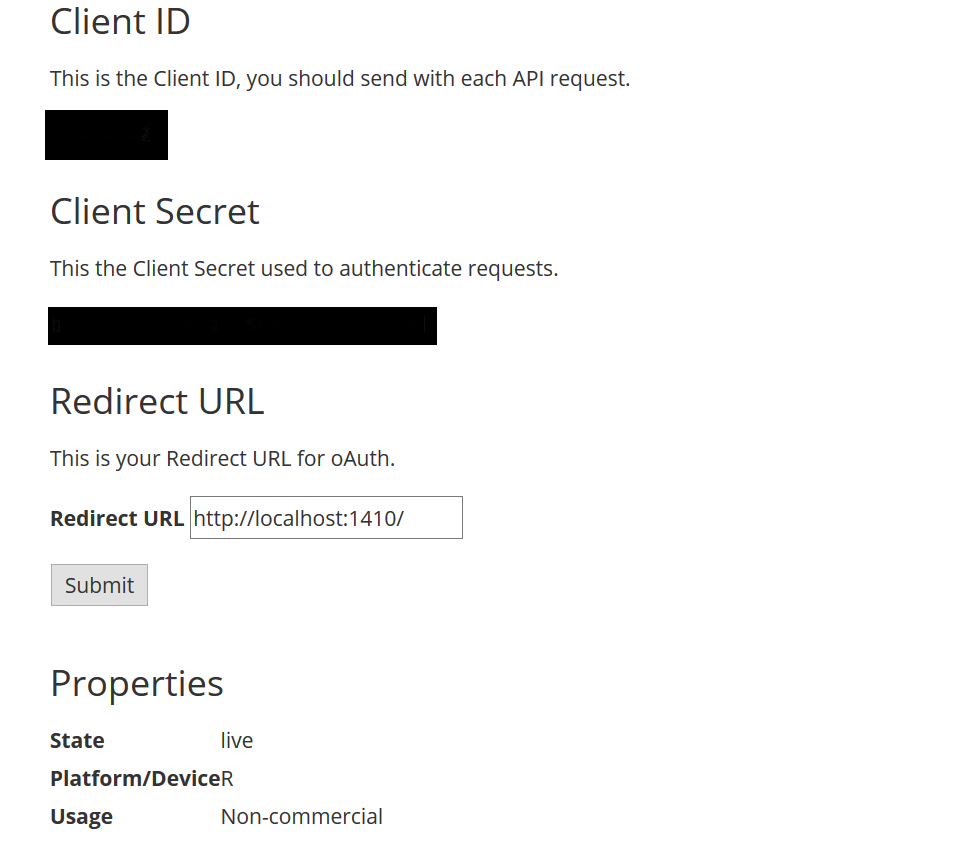 Client ID
This is the Client ID, you should send with each API request.
Client Secret
This the Client Secret used to authenticate requests.
Redirect URL
This is your Redirect URL for oAuth.
Redirect URL http://localhost:1410/
Submit
Properties
State live
Platform/Device R
Usage Non-commercial